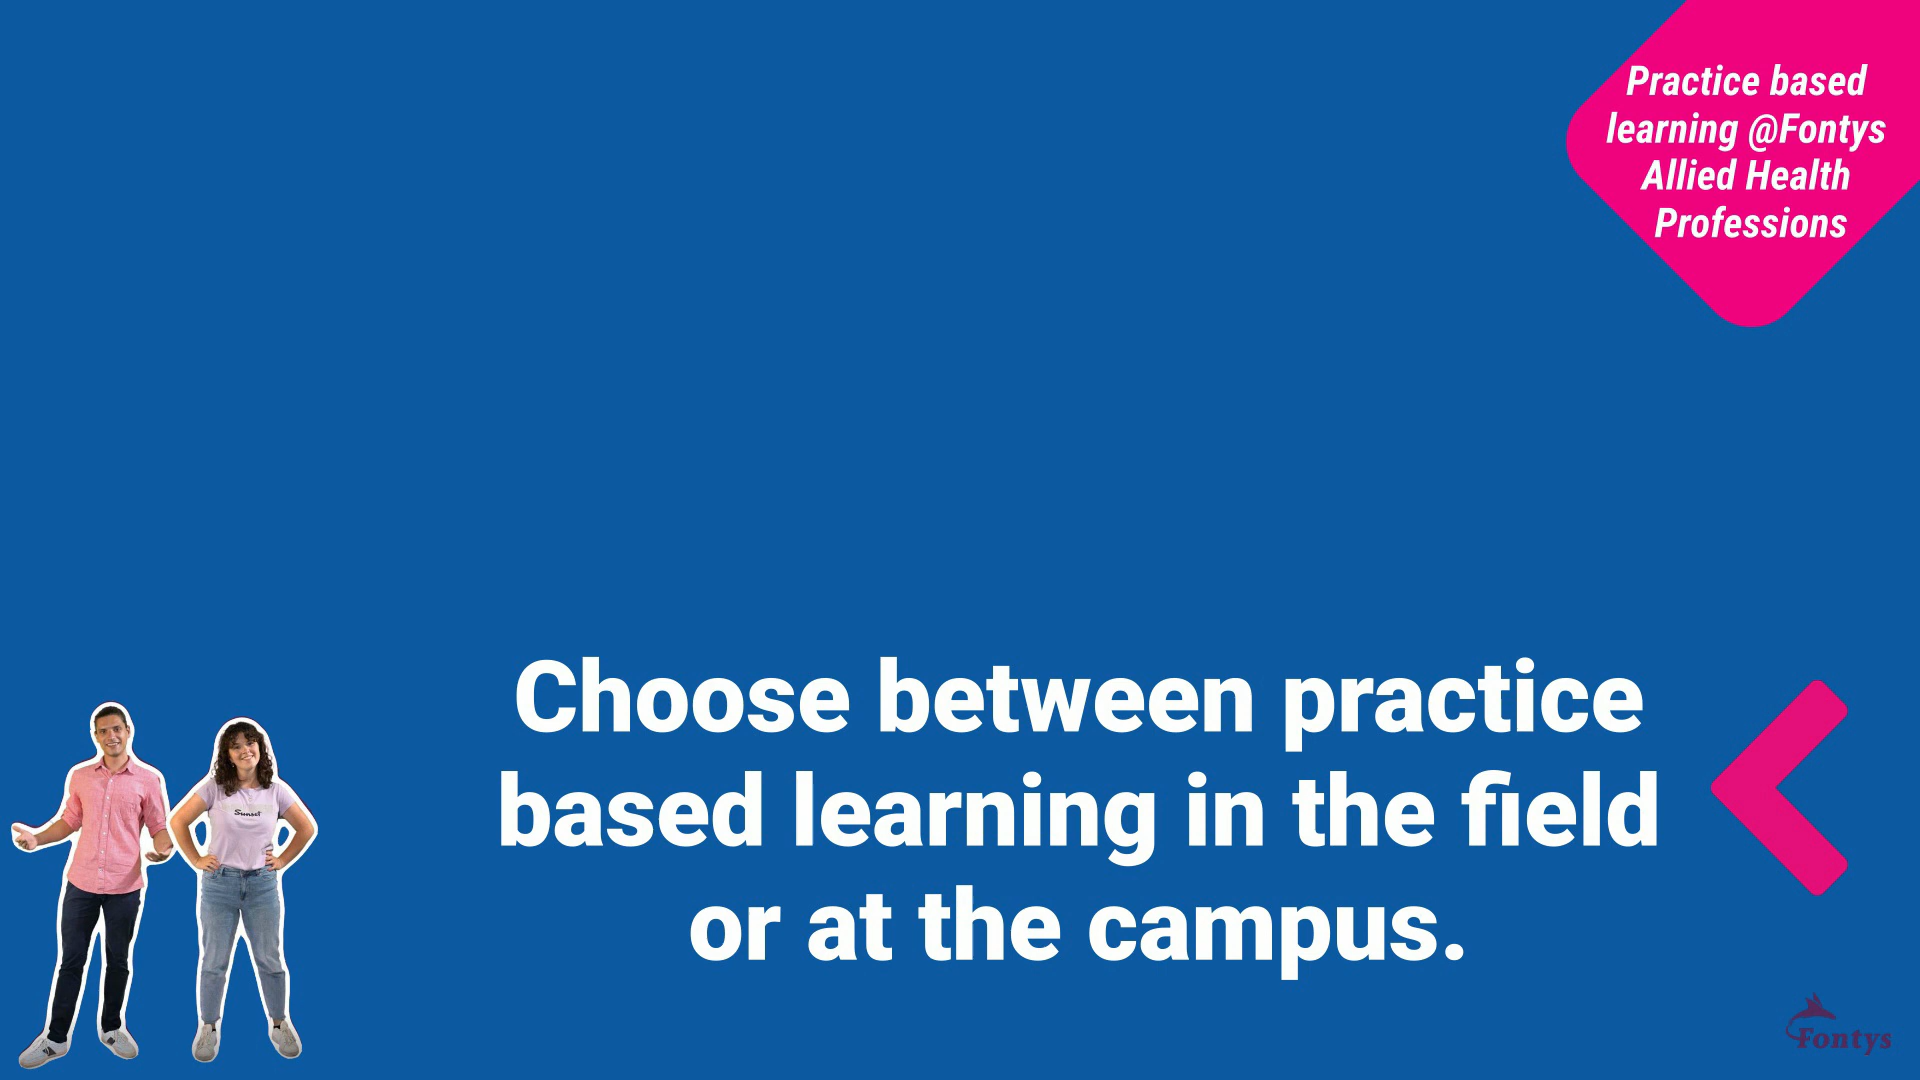 Practice based
learning @Fontys
Allied Health
Professions
Choose between practice
based learning in the field
or at the campus.
Sunset
Fontys